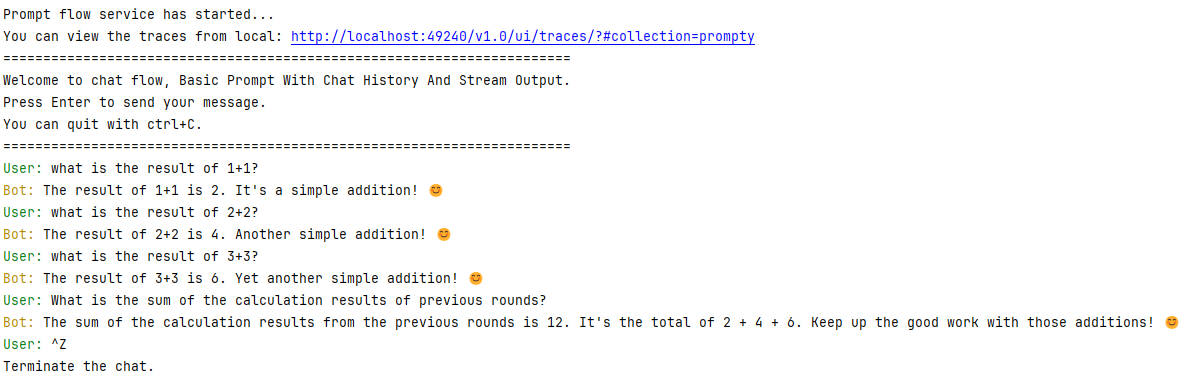 Prompt flow service has started...
You can view the traces from local: http://localhost:49240/v1.0/ui/traces/?#collection=prompty
=======================================================================
Welcome to chat flow, Basic Prompt With Chat History And Stream Output.
Press Enter to send your message.
You can quit with ctrl+C.
=======================================================================
User: what is the result of 1+1?
Bot: The result of 1+1 is 2. It's a simple addition! 😊
User: what is the result of 2+2?
Bot: The result of 2+2 is 4. Another simple addition! 😊
User: what is the result of 3+3?
Bot: The result of 3+3 is 6. Yet another simple addition! 😊
User: What is the sum of the calculation results of previous rounds?
Bot: The sum of the calculation results from the previous rounds is 12. It's the total of 2 + 4 + 6. Keep up the good work with those additions! 😊
User: ^Z
Terminate the chat.